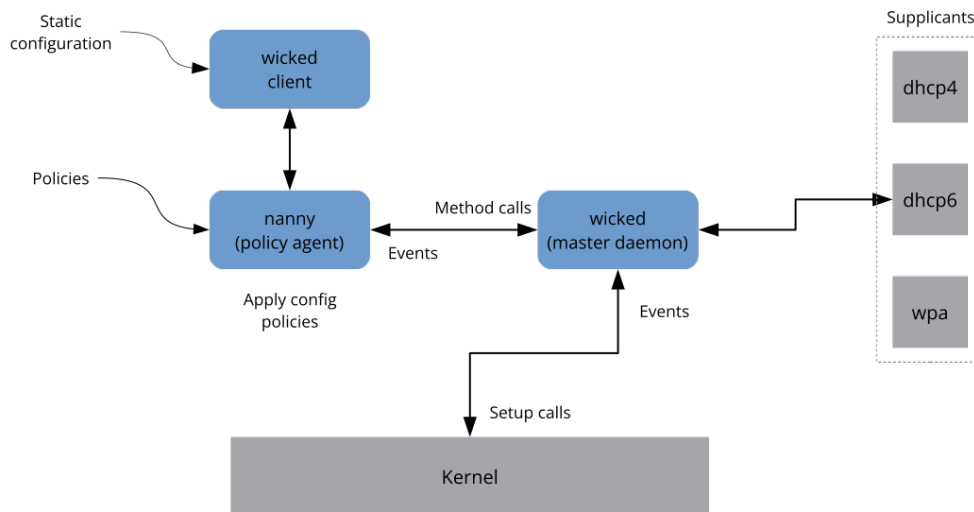 Static
configuration
wicked
client
Supplicants
dhcp4
Policies
nanny
(policy agent)
Method calls
Events
wicked
(master daemon)
dhcp6
Apply config
policies
Events
wpa
Setup calls
Kernel